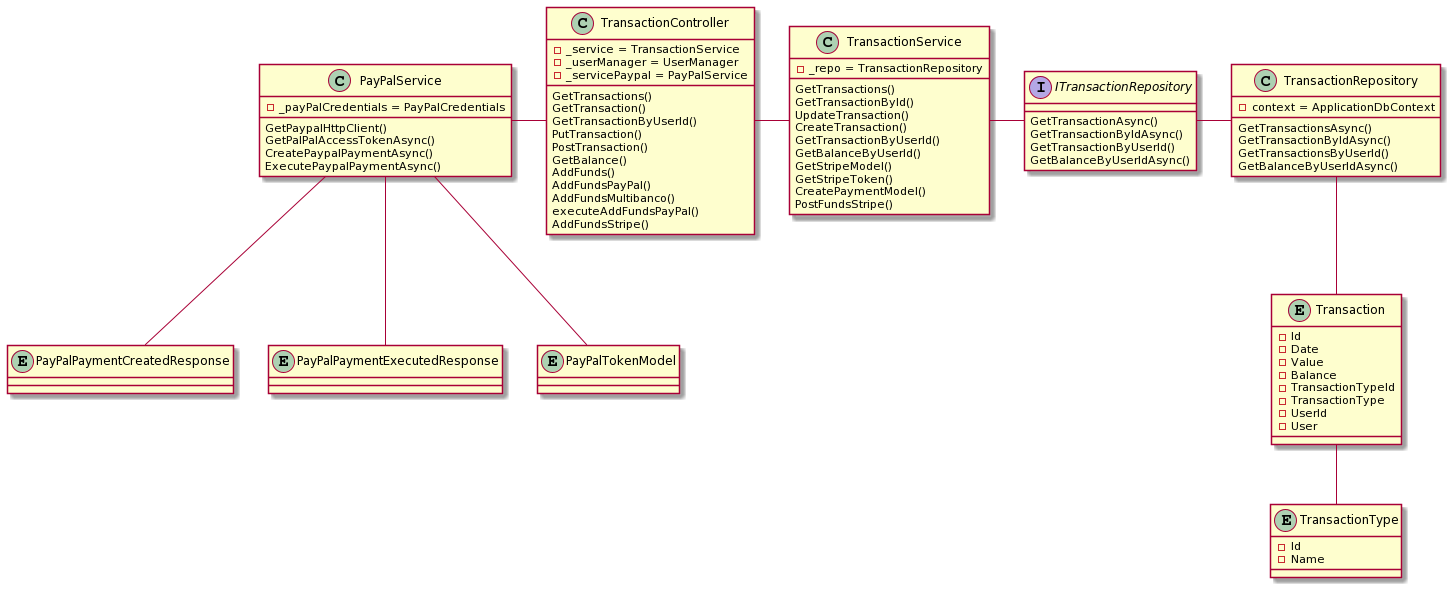 C PayPalService
_payPalCredentials = PayPalCredentials
GetPaypalHttpClient()
GetPalPalAccessTokenAsync()
CreatePaypalPaymentAsync()
ExecutePaypalPaymentAsync()
C TransactionController
_service = TransactionService
_userManager = UserManager
_servicePaypal = PayPalService
GetTransactions()
GetTransaction()
GetTransactionByUserId()
PutTransaction()
PostTransaction()
GetBalance()
AddFunds()
AddFundsPayPal()
AddFundsMultibanco()
executeAddFundsPayPal()
AddFundsStripe()
C TransactionService
_repo = TransactionRepository
GetTransactions()
GetTransactionById()
UpdateTransaction()
CreateTransaction()
GetTransactionByUserId()
GetBalanceByUserId()
GetStripeModel()
GetStripeToken()
CreatePaymentModel()
PostFundsStripe()
I ITransactionRepository
GetTransactionAsync()
GetTransactionByIdAsync()
GetTransactionByUserId()
GetBalanceByUserIdAsync()
C TransactionRepository
context = ApplicationDbContext
GetTransactionsAsync()
GetTransactionByIdAsync()
GetTransactionsByUserId()
GetBalanceByUserIdAsync()
E PayPalPaymentCreatedResponse
E PayPalPaymentExecutedResponse
E PayPalTokenModel
E Transaction
Id
Date
Value
Balance
TransactionTypeId
TransactionType
UserId
User
E TransactionType
Id
Name